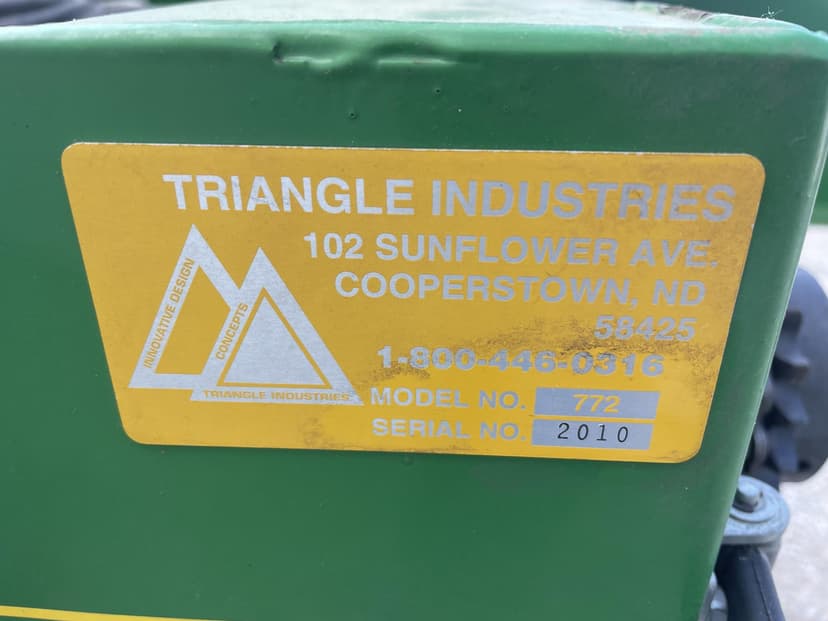 TRIANGLE INDUSTRIES
102 SUNFLOWER AVE.
COOPERSTOWN, ND
58425
1-800-446-0316
INNOVATIVE DESIGN
CONCEPTS
TRIANGLE INDUSTRIES
MODEL NO. 772
SERIAL NO. 2010